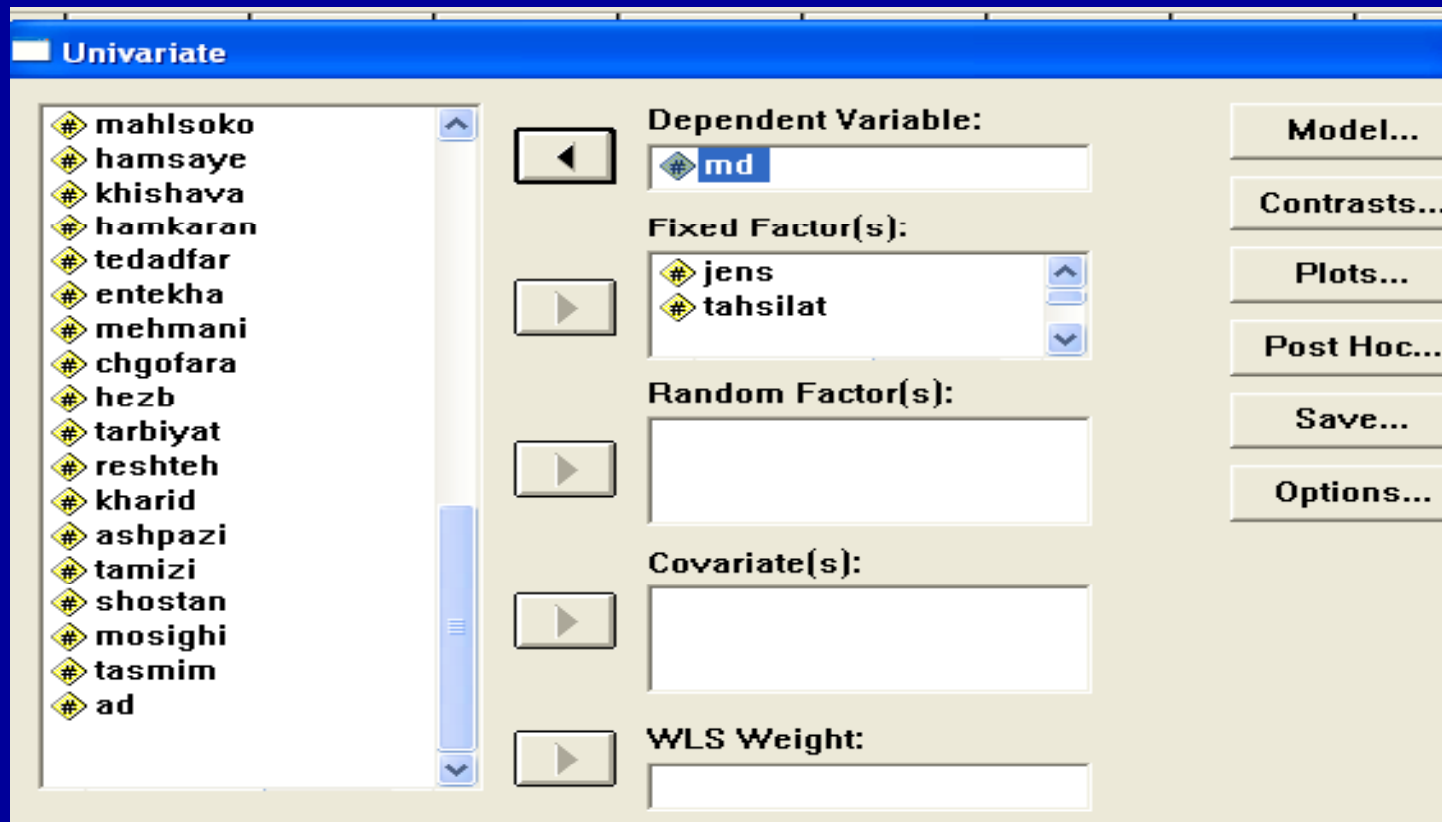 Univariate
mahlsoko
hamsaye
khishava
hamkaran
tedadfar
entekha
mehmani
chgofara
hezb
tarbiyat
reshteh
kharid
ashpazi
tamizi
shostan
mosighi
tasmim
ad
Dependent Variable:
md
Fixed Factor(s):
jens
tahsilat
Random Factor(s):
Covariate(s):
WLS Weight:
Model...
Contrasts...
Plots...
Post Hoc...
Save...
Options...